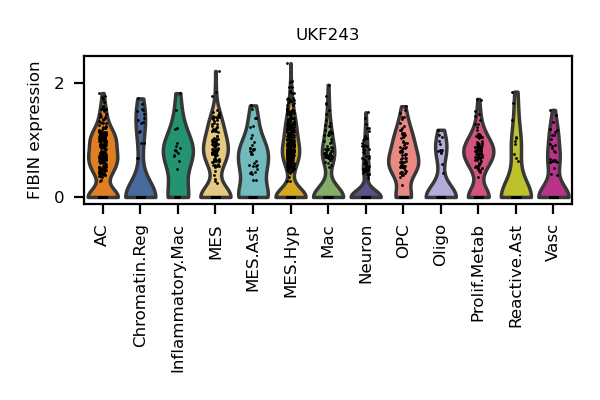 UKF243
FIBIN expression
2
0
AC
Chromatin.Reg
Inflammatory.Mac
MES
MES.Ast
MES.Hyp
Mac
Neuron
OPC
Oligo
Prolif.Metab
Reactive.Ast
Vasc